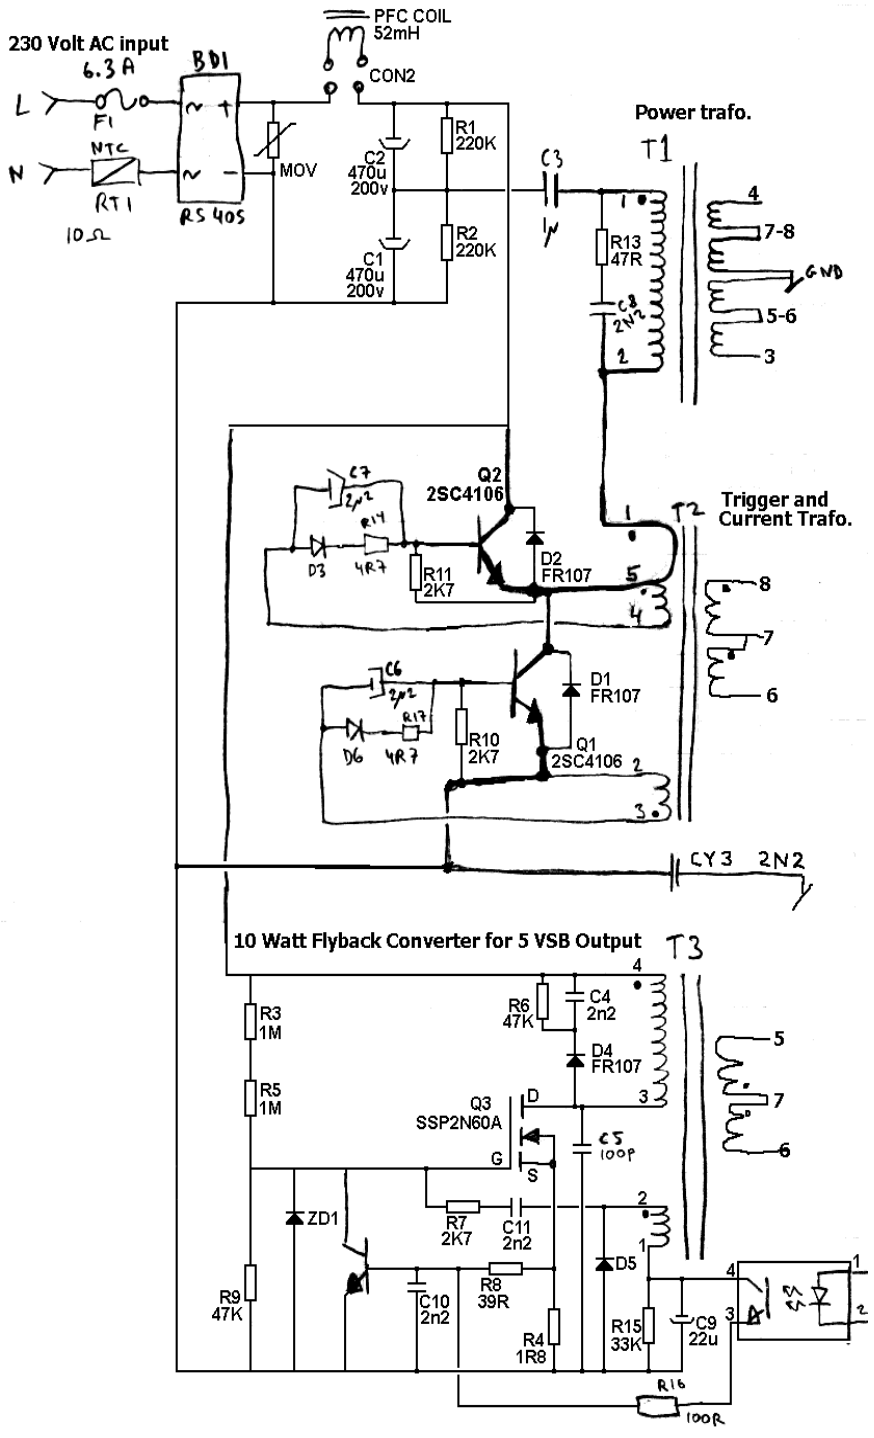 PFC COIL
52mH
230 Volt AC input
6.3 A
BD1
CON2
L
F1
~ +
MOV
N
NTC
~ -
RT1
10Ω
RS 405
C2
470u
200v
R1
220K
C1
470u
200v
R2
220K
C3
1µ
Power trafo.
T1
1
R13
47R
C8
2N2
2
4
7-8
GND
5-6
3
C7
2µ2
R14
D3
4R7
R11
2K7
Q2
2SC4106
D2
FR107
1
T2
Trigger and
Current Trafo.
5
4
8
7
6
C6
2µ2
R17
D6
4R7
R10
2K7
D1
FR107
Q1
2SC4106
2
3
CY3 2N2
10 Watt Flyback Converter for 5 VSB Output
T3
4
R3
1M
R6
47K
C4
2n2
R5
1M
D4
FR107
Q3
SSP2N60A
D
3
G
S
C5
100P
5
7
6
ZD1
R7
2K7
C11
2n2
2
1
D5
R9
47K
C10
2n2
R8
39R
R4
1R8
R15
33K
C9
22u
4
3
1
2
R16
100R